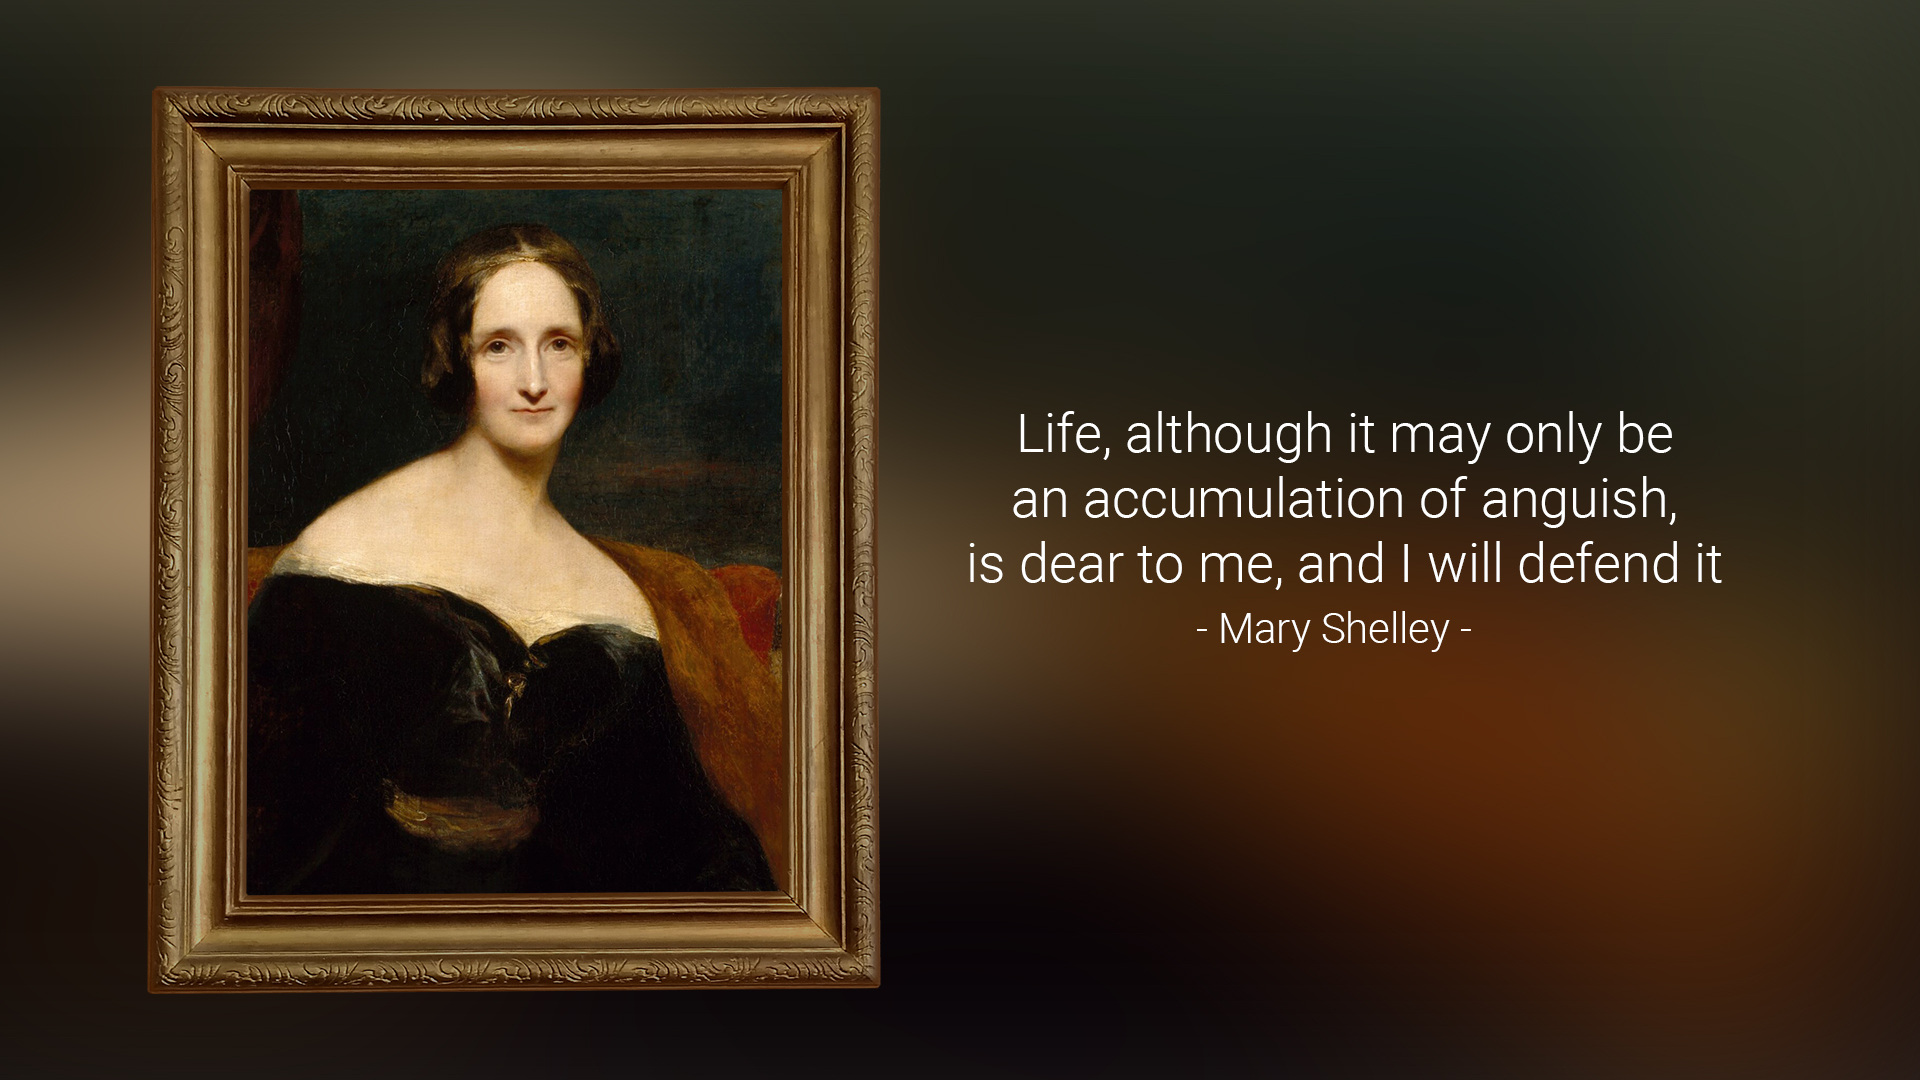 Life, although it may only be
an accumulation of anguish,
is dear to me, and I will defend it
- Mary Shelley -